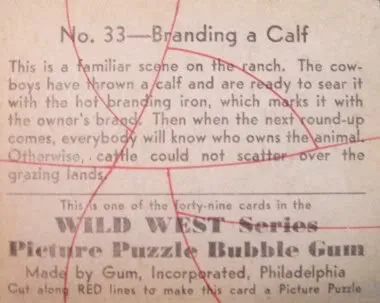 No. 33—Branding a Calf
This is a familiar scene on the ranch. The cow-
boys have thrown a calf and are ready to sear it
with the hot branding iron, which marks it with
the owner's brand. Then when the next round-up
comes, everybody will know who owns the animal.
Otherwise, cattle could not scatter over the
grazing lands.
This is one of the forty-nine cards in the
WILD WEST Series
Picture Puzzle Bubble Gum
Made by Gum, Incorporated, Philadelphia
Cut along RED lines to make this card a Picture Puzzle